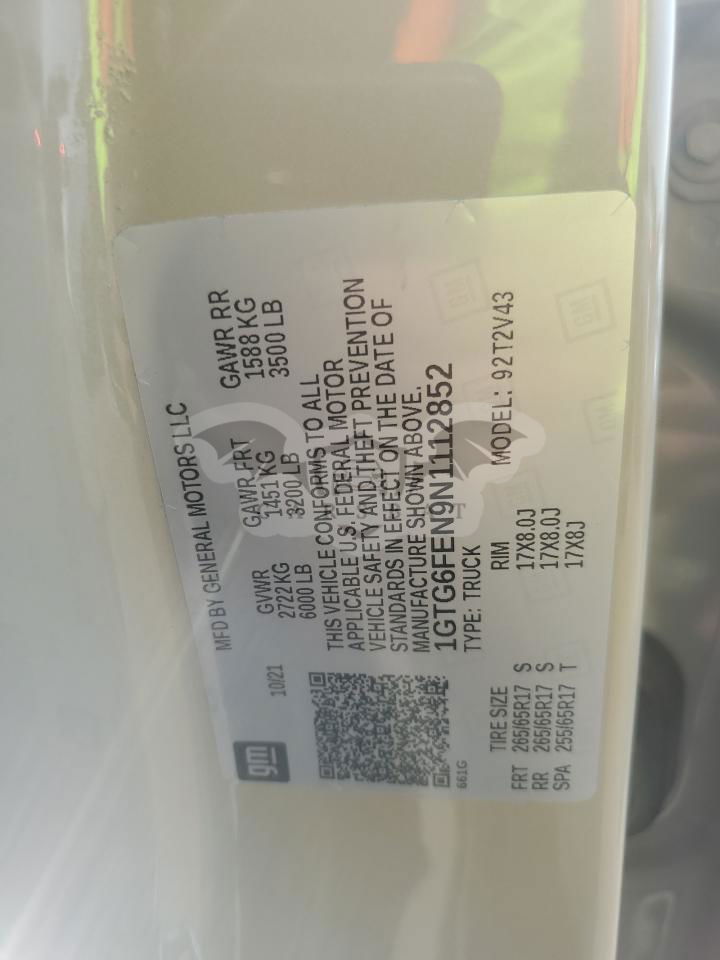 MFD BY GENERAL MOTORS LLC
gm
10/21
GVWR GAWR FRT GAWR RR
2722 KG 1451 KG 1588 KG
6000 LB 3200 LB 3500 LB
THIS VEHICLE CONFORMS TO ALL
APPLICABLE U.S. FEDERAL MOTOR
VEHICLE SAFETY AND THEFT PREVENTION
STANDARDS IN EFFECT ON THE DATE OF
MANUFACTURE SHOWN ABOVE.
1GTG6FEN9N1112852
661G
TYPE: TRUCK MODEL: 92T2V43
TIRE SIZE RIM
FRT 265/65R17 S 17X8.0J
RR 265/65R17 S 17X8.0J
SPA 255/65R17 T 17X8J